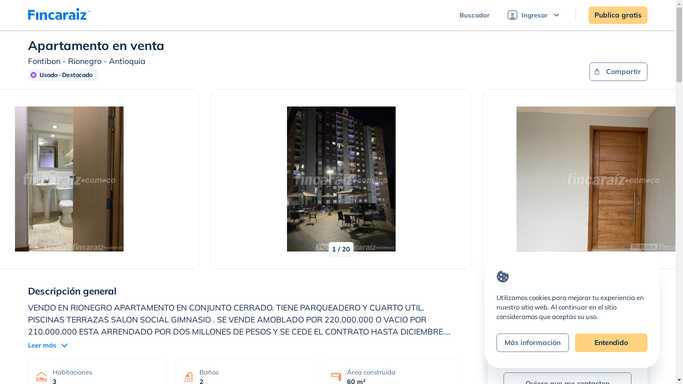 Fincaraiz
Buscador
Ingresar
Publica gratis
Apartamento en venta
Fontibon - Rionegro - Antioquia
Usado - Destacado
Compartir
fincaraiz.com.co
fincaraiz.com.co
fincaraiz.com.co
1 / 20
Descripción general
VENDO EN RIONEGRO APARTAMENTO EN CONJUNTO CERRADO. TIENE PARQUEADERO Y CUARTO UTIL.
PISCINAS TERRAZAS SALON SOCIAL GIMNASIO . SE VENDE AMOBLADO POR 220.000.000 O VACIO POR
210.000.000 ESTA ARRENDADO POR DOS MILLONES DE PESOS Y SE CEDE EL CONTRATO HASTA DICIEMBRE....
Leer más
Habitaciones
3
Baños
2
Área construida
60 m²
Utilizamos cookies para mejorar tu experiencia en
nuestro sitio web. Al continuar en el sitio
consideramos que aceptas su uso.
Más información
Entendido
Quiero que me contacten